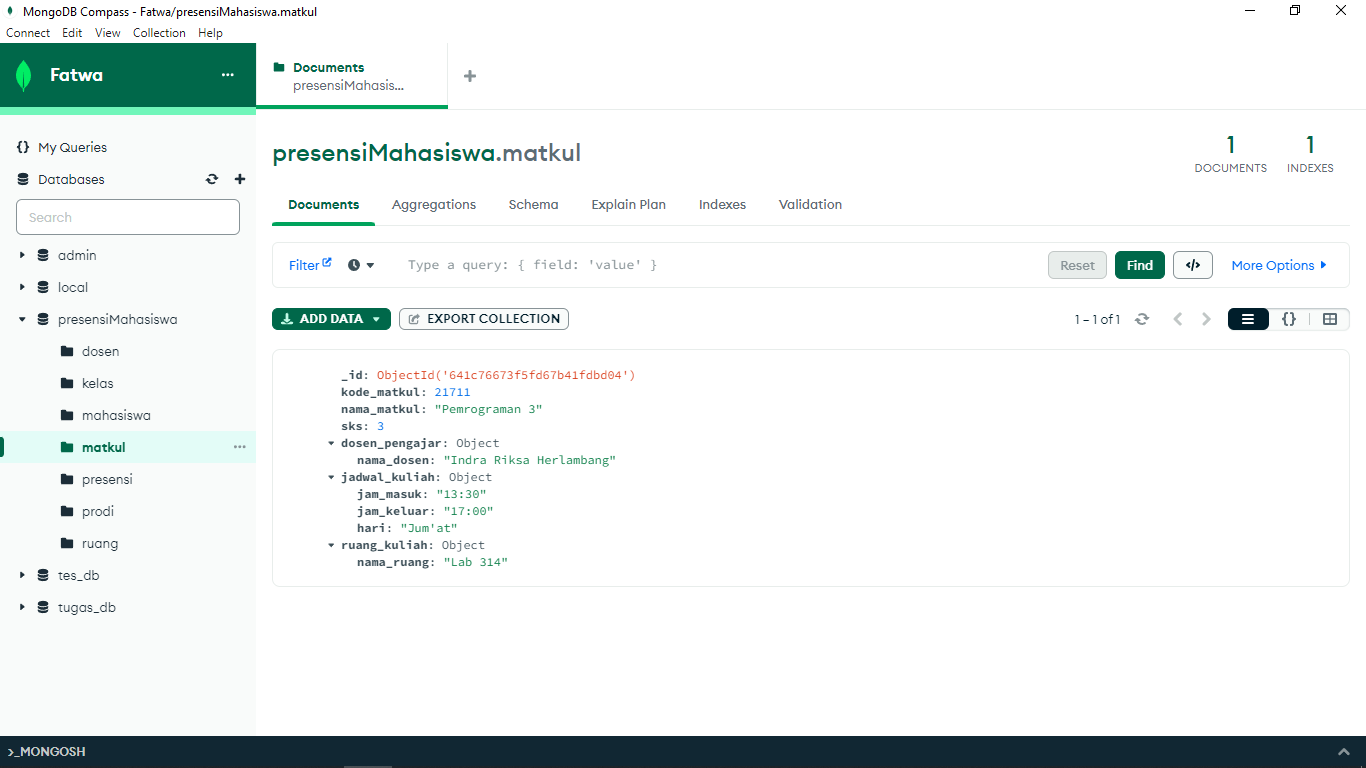 MongoDB Compass - Fatwa/presensiMahasiswa.matkul
Connect Edit View Collection Help
Fatwa
Documents
presensiMahasis...
My Queries
Databases
Search
admin
local
presensiMahasiswa
dosen
kelas
mahasiswa
matkul
presensi
prodi
ruang
tes_db
tugas_db
presensiMahasiswa.matkul
1
DOCUMENTS
1
INDEXES
Documents Aggregations Schema Explain Plan Indexes Validation
Filter Type a query: { field: 'value' } Reset Find </> More Options
ADD DATA EXPORT COLLECTION 1 – 1 of 1 {}
_id: ObjectId('641c76673f5fd67b41fdbd04')
kode_matkul: 21711
nama_matkul: "Pemrograman 3"
sks: 3
dosen_pengajar: Object
nama_dosen: "Indra Riksa Herlambang"
jadwal_kuliah: Object
jam_masuk: "13:30"
jam_keluar: "17:00"
hari: "Jum'at"
ruang_kuliah: Object
nama_ruang: "Lab 314"
>_MONGOSH